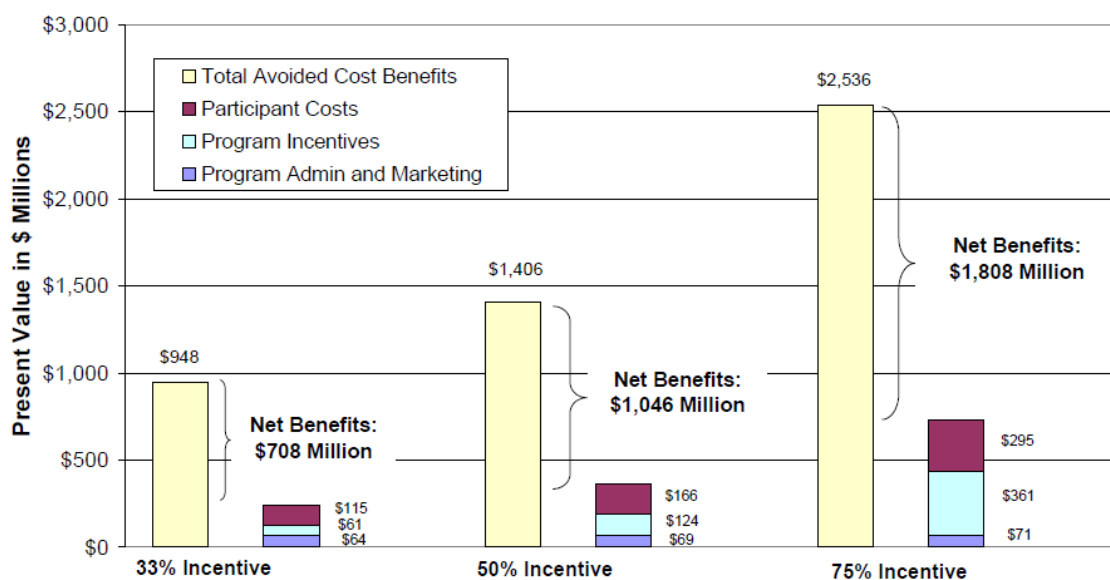 Present Value in $ Millions
$3,000
$2,500
$2,000
$1,500
$1,000
$500
$0
Total Avoided Cost Benefits
Participant Costs
Program Incentives
Program Admin and Marketing
$948
Net Benefits:
$708 Million
$115
$61
$64
33% Incentive
$1,406
Net Benefits:
$1,046 Million
$166
$124
$69
50% Incentive
$2,536
Net Benefits:
$1,808 Million
$295
$361
$71
75% Incentive